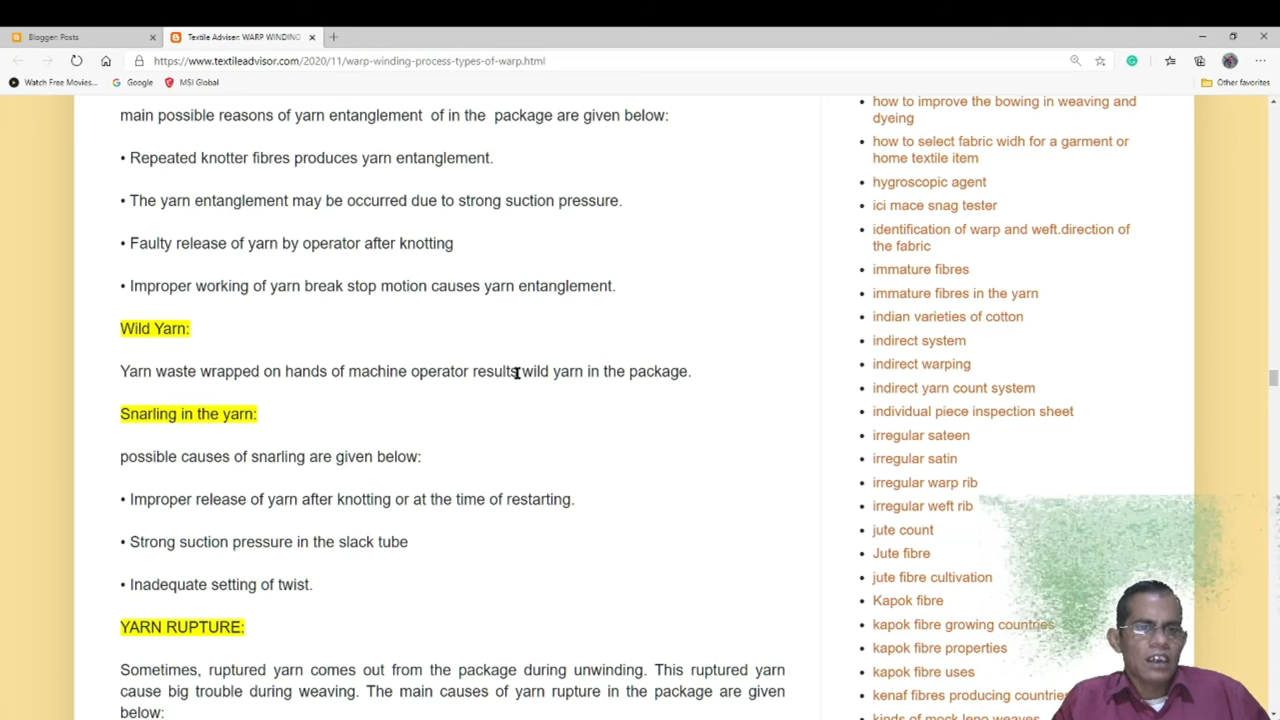 Blogger: Posts
Textile Adviser: WARP WINDING
https://www.textileadvisor.com/2020/11/warp-winding-process-types-of-warp.html
Watch Free Movies...
Google
MSI Global
Other favorites
main possible reasons of yarn entanglement  of in the  package are given below:
• Repeated knotter fibres produces yarn entanglement.
• The yarn entanglement may be occurred due to strong suction pressure.
• Faulty release of yarn by operator after knotting
• Improper working of yarn break stop motion causes yarn entanglement.
Wild Yarn:
Yarn waste wrapped on hands of machine operator results wild yarn in the package.
Snarling in the yarn:
possible causes of snarling are given below:
• Improper release of yarn after knotting or at the time of restarting.
• Strong suction pressure in the slack tube
• Inadequate setting of twist.
YARN RUPTURE:
Sometimes, ruptured yarn comes out from the package during unwinding. This ruptured yarn
cause big trouble during weaving. The main causes of yarn rupture in the package are given
below:
how to improve the bowing in weaving and
dyeing
how to select fabric widh for a garment or
home textile item
hygroscopic agent
ici mace snag tester
identification of warp and weft.direction of
the fabric
immature fibres
immature fibres in the yarn
indian varieties of cotton
indirect system
indirect warping
indirect yarn count system
individual piece inspection sheet
irregular sateen
irregular satin
irregular warp rib
irregular weft rib
jute count
Jute fibre
jute fibre cultivation
Kapok fibre
kapok fibre growing countries
kapok fibre properties
kapok fibre uses
kenaf fibres producing countries
kinds of mock leno weaves